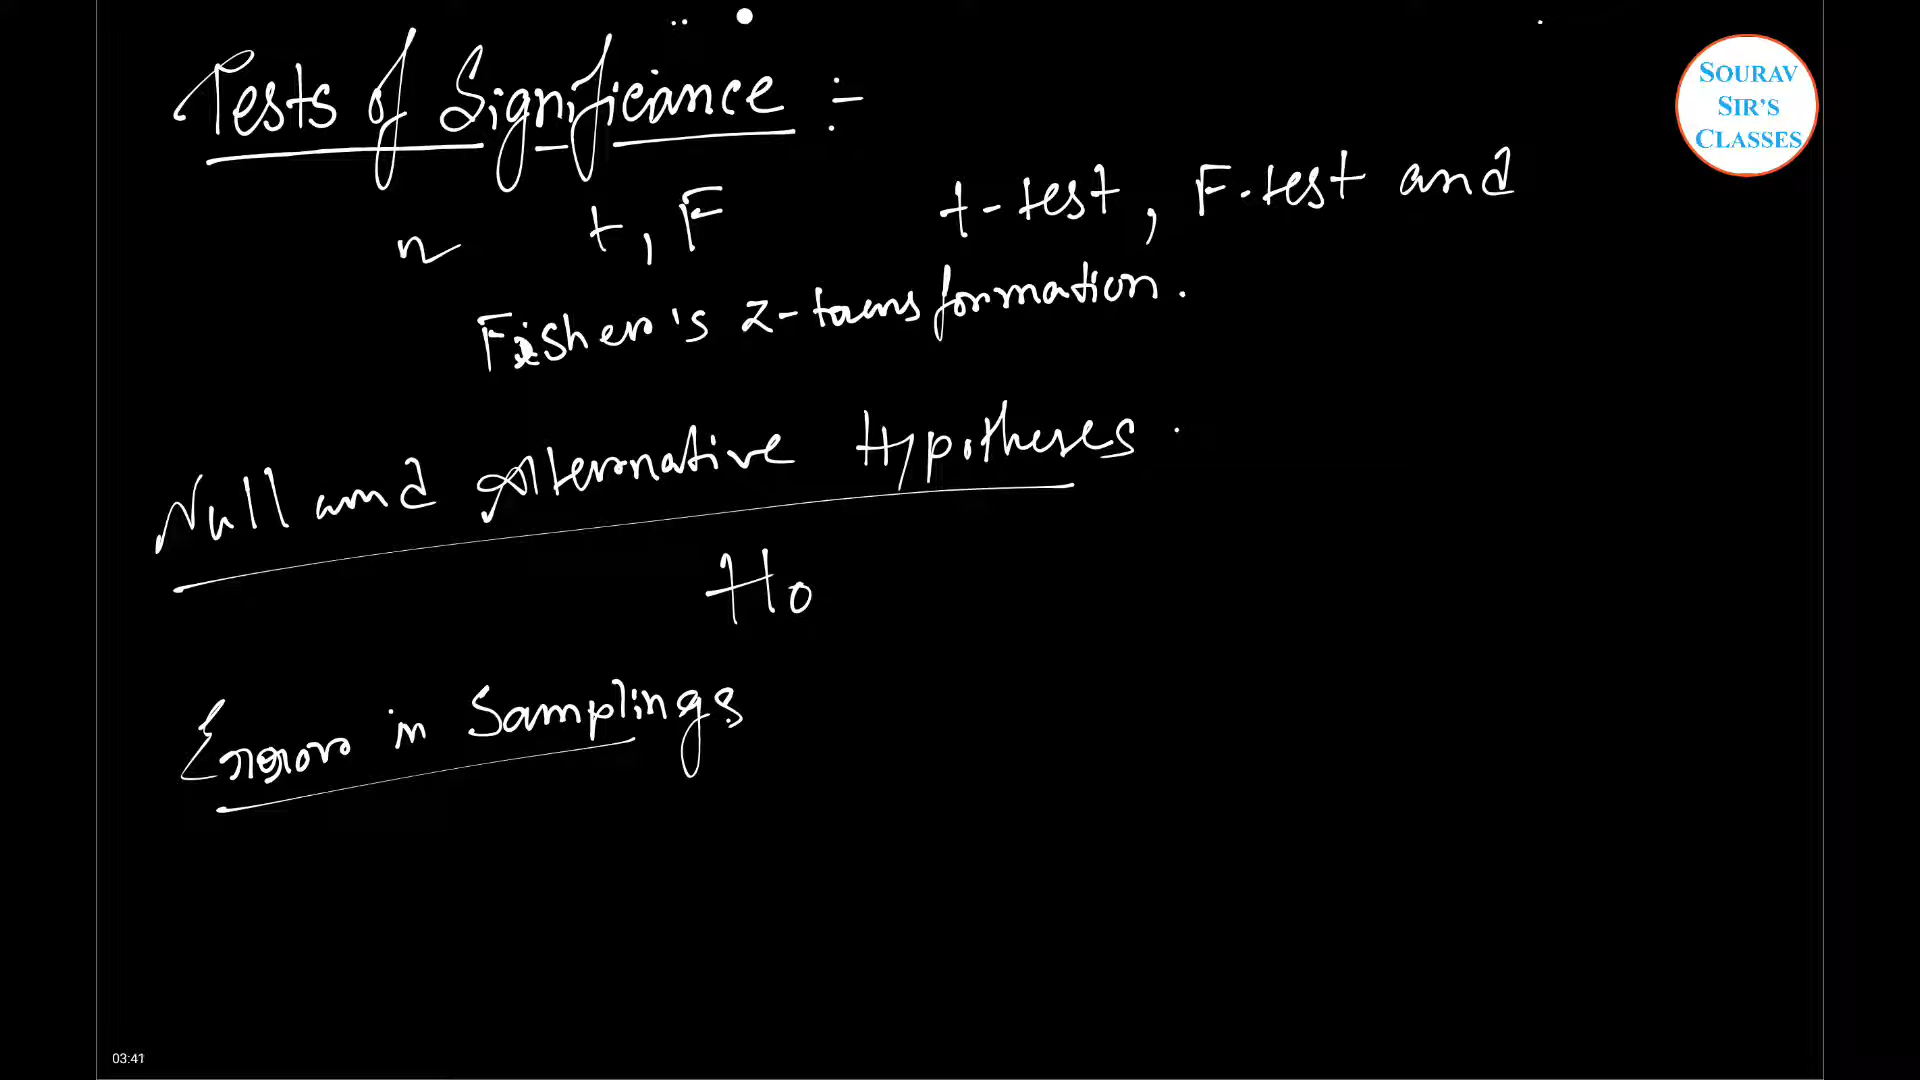 Tests of Significance :-
SOURAV
SIR'S
CLASSES
n t, F t-test, F-test and
Fisher's z-transformation.
Null and Alternative Hypotheses.
Ho
Error in Samplings
03:41